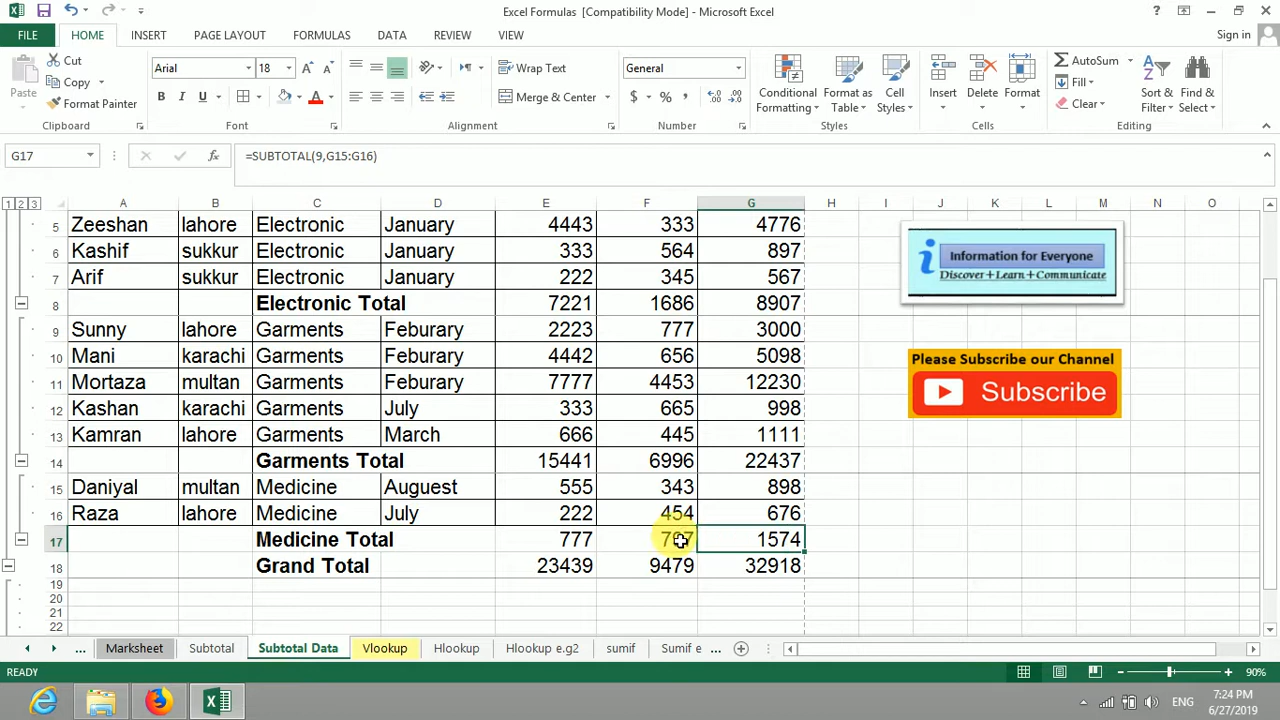 Excel Formulas [Compatibility Mode] - Microsoft Excel
FILE HOME INSERT PAGE LAYOUT FORMULAS DATA REVIEW VIEW Sign in
Paste Cut Copy Format Painter Clipboard
Arial 18 B I U Font
Wrap Text Merge & Center Alignment
General $ % , Number
Conditional Formatting Format as Table Cell Styles Styles
Insert Delete Format Cells
AutoSum Fill Clear Sort & Filter Find & Select Editing
G17 fx =SUBTOTAL(9,G15:G16)
1 2 3 A B C D E F G H I J K L M N O
5 Zeeshan lahore Electronic January 4443 333 4776
6 Kashif sukkur Electronic January 333 564 897
7 Arif sukkur Electronic January 222 345 567
8 Electronic Total 7221 1686 8907
9 Sunny lahore Garments Feburary 2223 777 3000
10 Mani karachi Garments Feburary 4442 656 5098
11 Mortaza multan Garments Feburary 7777 4453 12230
12 Kashan karachi Garments July 333 665 998
13 Kamran lahore Garments March 666 445 1111
14 Garments Total 15441 6996 22437
15 Daniyal multan Medicine Auguest 555 343 898
16 Raza lahore Medicine July 222 454 676
17 Medicine Total 777 1574
18 Grand Total 23439 9479 32918
19
20
21
22
i Information for Everyone
Discover+Learn+Communicate
Please Subscribe our Channel
Subscribe
... Marksheet Subtotal Subtotal Data Vlookup Hlookup Hlookup e.g2 sumif Sumif e ...
READY 90%
ENG 7:24 PM
6/27/2019